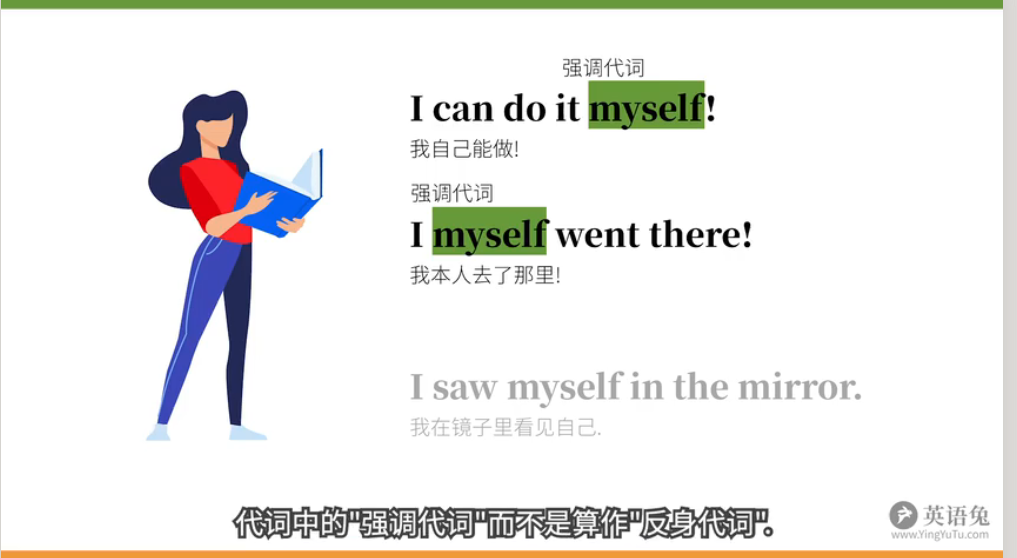 强调代词
I can do it myself!
我自己能做!
强调代词
I myself went there!
我本人去了那里!
I saw myself in the mirror.
我在镜子里看见自己.
代词中的"强调代词"而不是算作"反身代词".
英语兔
www.YingYuTu.com